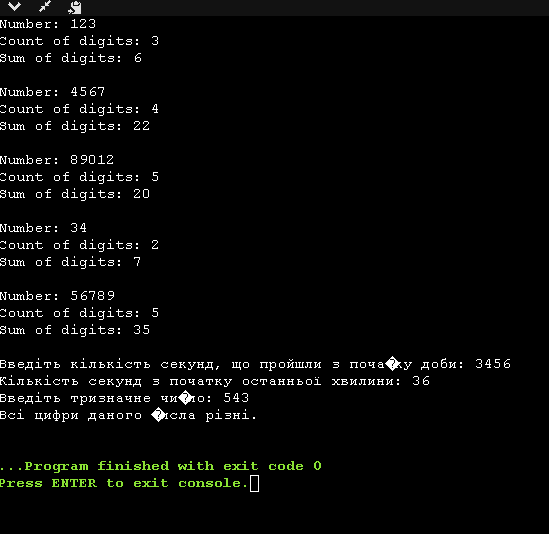 Number: 123
Count of digits: 3
Sum of digits: 6
Number: 4567
Count of digits: 4
Sum of digits: 22
Number: 89012
Count of digits: 5
Sum of digits: 20
Number: 34
Count of digits: 2
Sum of digits: 7
Number: 56789
Count of digits: 5
Sum of digits: 35
Введіть кількість секунд, що пройшли з поча�ку доби: 3456
Кількість секунд з початку останньої хвилини: 36
Введіть тризначне чи�ло: 543
Всі цифри даного �исла різні.
...Program finished with exit code 0
Press ENTER to exit console.